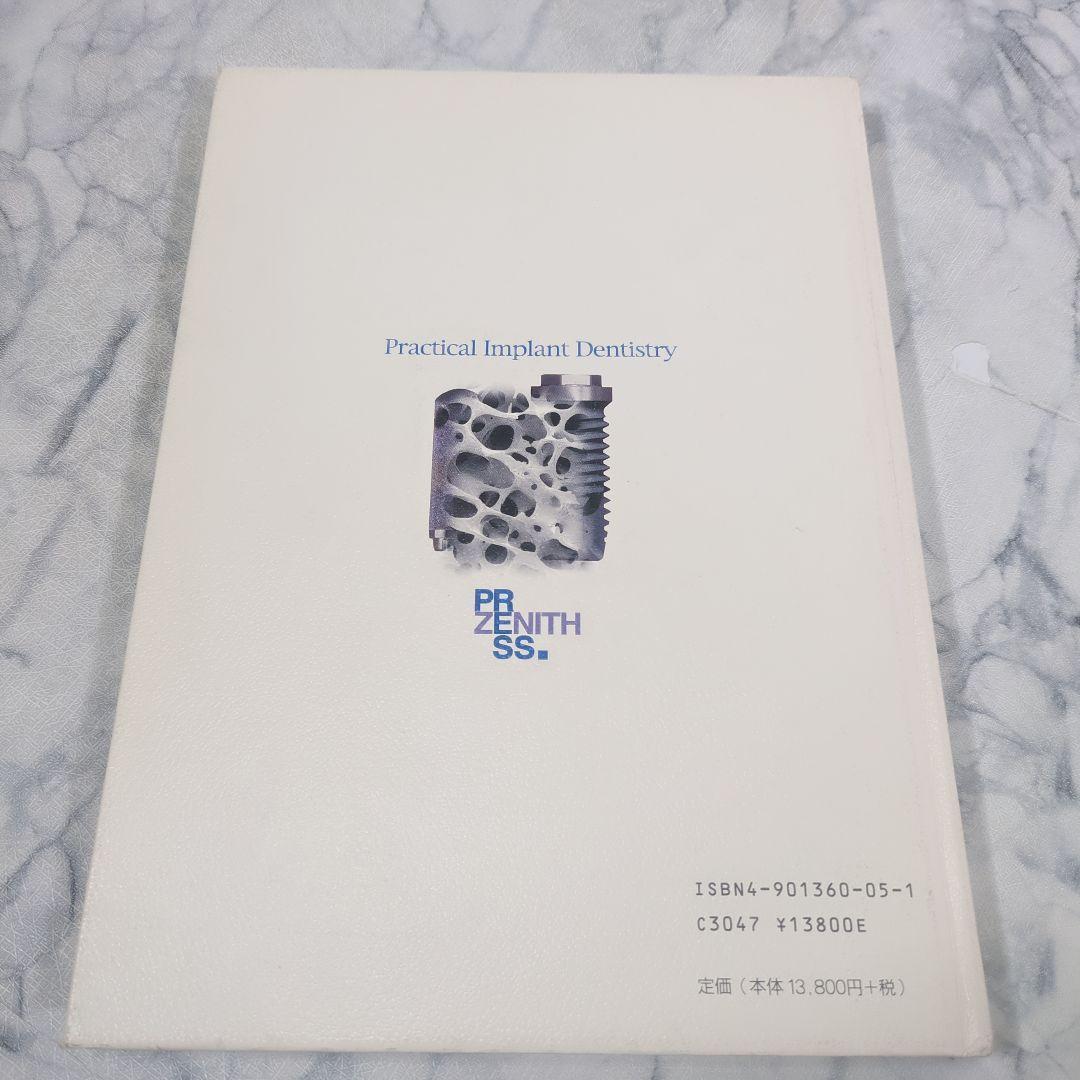 Practical Implant Dentistry
PR
ZENITH
SS.
ISBN4-901360-05-1
C3047 ¥13800E
定価（本体13,800円+税）